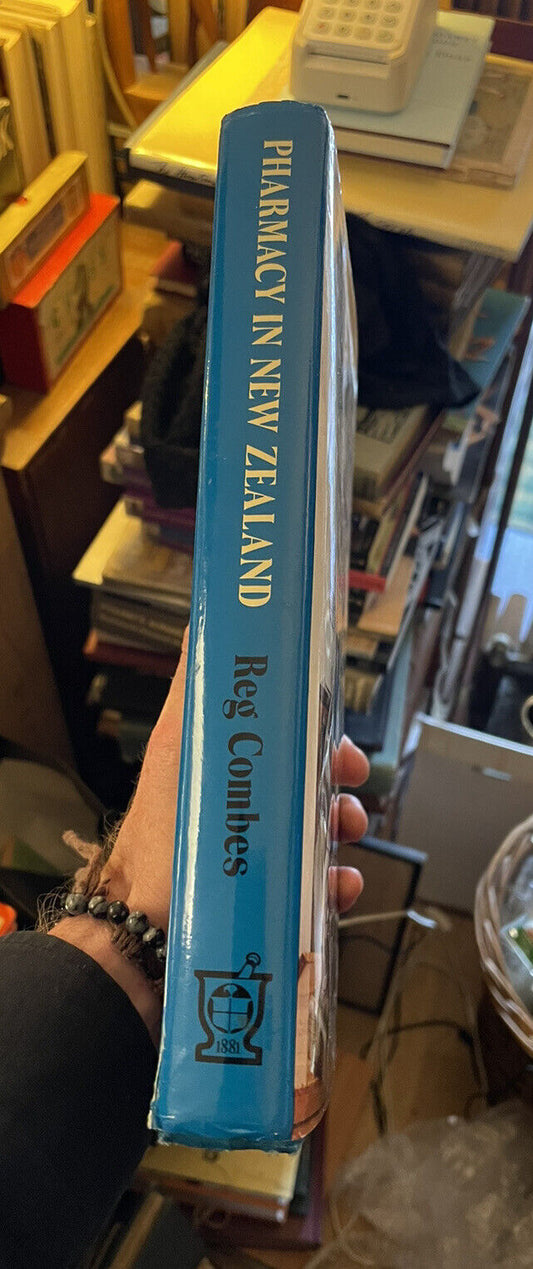 PHARMACY IN NEW ZEALAND
Reg Combes
1881